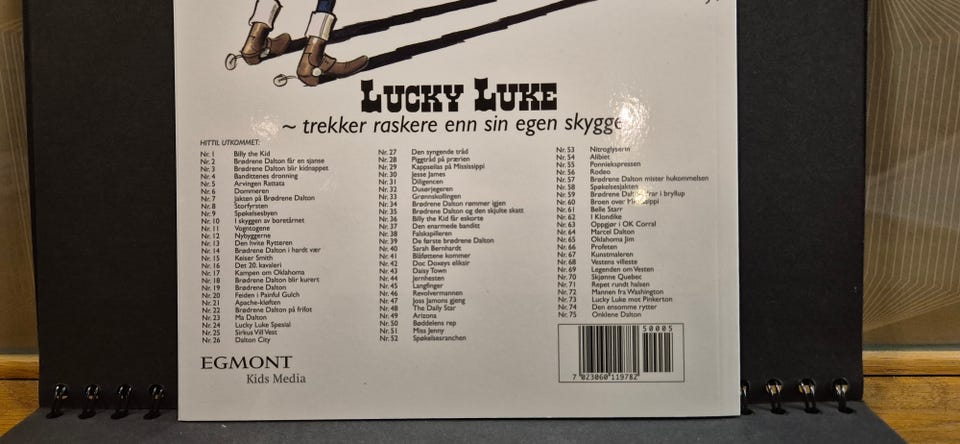 LUCKY LUKE
~ trekker raskere enn sin egen skygge
HITTIL UTKOMMET:
Nr. 1 Billy the Kid
Nr. 2 Brødrene Dalton får en sjanse
Nr. 3 Brødrene Dalton blir kidnappet
Nr. 4 Bandittenes dronning
Nr. 5 Arvingen Rattata
Nr. 6 Dommeren
Nr. 7 Jakten på Brødrene Dalton
Nr. 8 Storfyrsten
Nr. 9 Spøkelsesbyen
Nr. 10 I skyggen av boretårnet
Nr. 11 Vogntogene
Nr. 12 Nybyggerne
Nr. 13 Den hvite Rytteren
Nr. 14 Brødrene Dalton i hardt vær
Nr. 15 Keiser Smith
Nr. 16 Det 20. kavaleri
Nr. 17 Kampen om Oklahoma
Nr. 18 Brødrene Dalton blir kurert
Nr. 19 Brødrene Dalton
Nr. 20 Feiden i Painful Gulch
Nr. 21 Apache-kløften
Nr. 22 Brødrene Dalton på frifot
Nr. 23 Ma Dalton
Nr. 24 Lucky Luke Spesial
Nr. 25 Sirkus Vill Vest
Nr. 26 Dalton City
Nr. 27 Den syngende tråd
Nr. 28 Piggtråd på prærien
Nr. 29 Kappseilas på Mississippi
Nr. 30 Jesse James
Nr. 31 Diligencen
Nr. 32 Dusørjegeren
Nr. 33 Grønnskollingen
Nr. 34 Brødrene Dalton rømmer igjen
Nr. 35 Brødrene Dalton og den skjulte skatt
Nr. 36 Billy the Kid får eskorte
Nr. 37 Den enarmede banditt
Nr. 38 Falskspilleren
Nr. 39 De første brødrene Dalton
Nr. 40 Sarah Bernhardt
Nr. 41 Blåføttene kommer
Nr. 42 Doc Doxeys eliksir
Nr. 43 Daisy Town
Nr. 44 Jernhesten
Nr. 45 Langfinger
Nr. 46 Revolvermannen
Nr. 47 Joss Jamons gjeng
Nr. 48 The Daily Star
Nr. 49 Arizona
Nr. 50 Bøddelens rep
Nr. 51 Miss Jenny
Nr. 52 Spøkelsesranchen
Nr. 53 Nitroglyserin
Nr. 54 Alibiet
Nr. 55 Ponniekspressen
Nr. 56 Rodeo
Nr. 57 Brødrene Dalton mister hukommelsen
Nr. 58 Spøkelsesjakten
Nr. 59 Brødrene Dalton drar i bryllup
Nr. 60 Broen over Mississippi
Nr. 61 Belle Starr
Nr. 62 I Klondike
Nr. 63 Oppgjør i OK Corral
Nr. 64 Marcel Dalton
Nr. 65 Oklahoma Jim
Nr. 66 Profeten
Nr. 67 Kunstmaleren
Nr. 68 Vestens villeste
Nr. 69 Legenden om Vesten
Nr. 70 Skjønne Quebec
Nr. 71 Repet rundt halsen
Nr. 72 Mannen fra Washington
Nr. 73 Lucky Luke mot Pinkerton
Nr. 74 Den ensomme rytter
Nr. 75 Onklene Dalton
50005
7 023060 119782
EGMONT
Kids Media